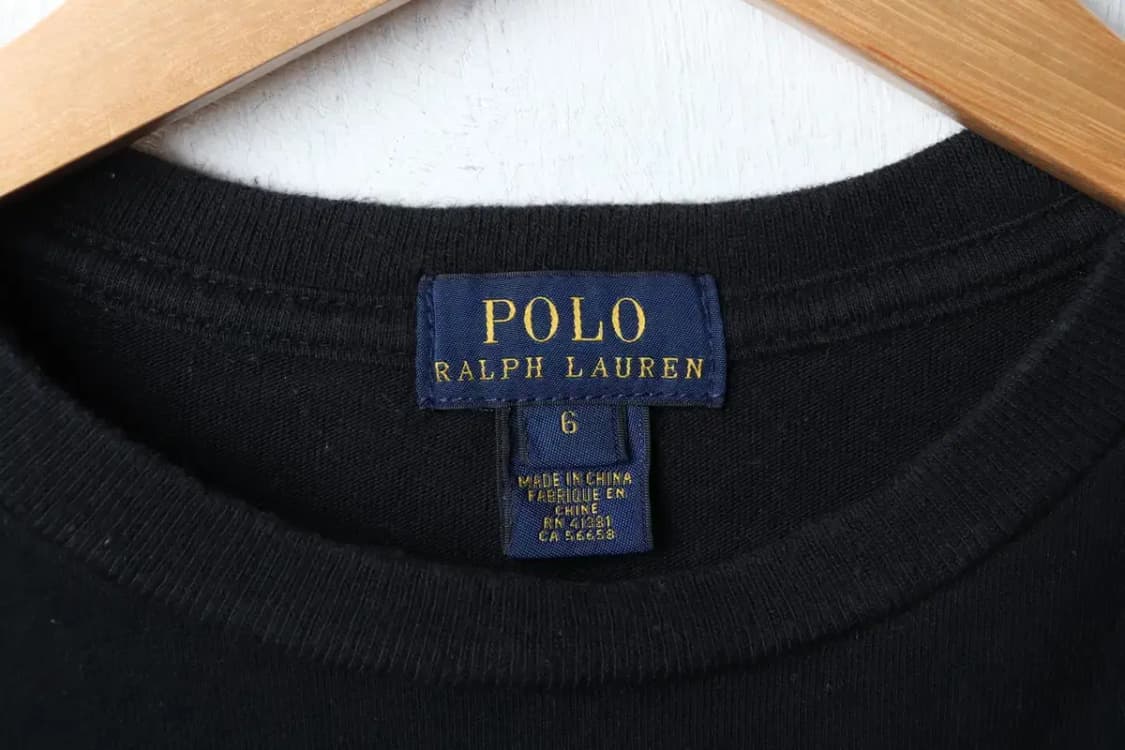 POLO
RALPH LAUREN
6
MADE IN CHINA
FABRIQUE EN
CHINE
RN 41381
CA 56658